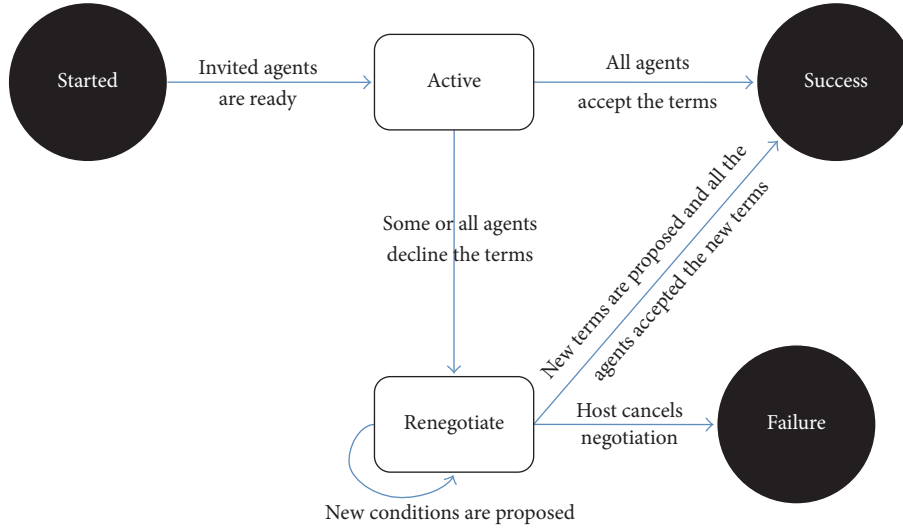 Started
Invited agents
are ready
Active
All agents
accept the terms
Success
Some or all agents
decline the terms
New terms are proposed and all the
agents accepted the new terms
Renegotiate
Host cancels
negotiation
Failure
New conditions are proposed